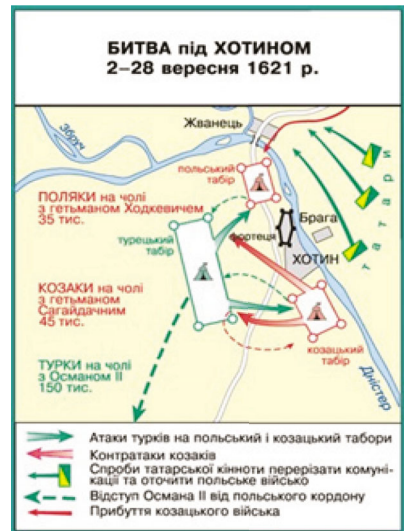 БИТВА під ХОТИНОМ
2–28 вересня 1621 р.
Жванець
Збруч
польський
табір
ПОЛЯКИ на чолі
з гетьманом Ходкевичем
35 тис.
турецький
табір
фортеця
Брага
ХОТИН
татари
КОЗАКИ на чолі
з гетьманом
Сагайдачним
45 тис.
козацький
табір
ТУРКИ на чолі
з Османом II
150 тис.
Дністер
Атаки турків на польський і козацький табори
Контратаки козаків
Спроби татарської кінноти перерізати комуні-
кації та оточити польське військо
Відступ Османа II від польського кордону
Прибуття козацького війська